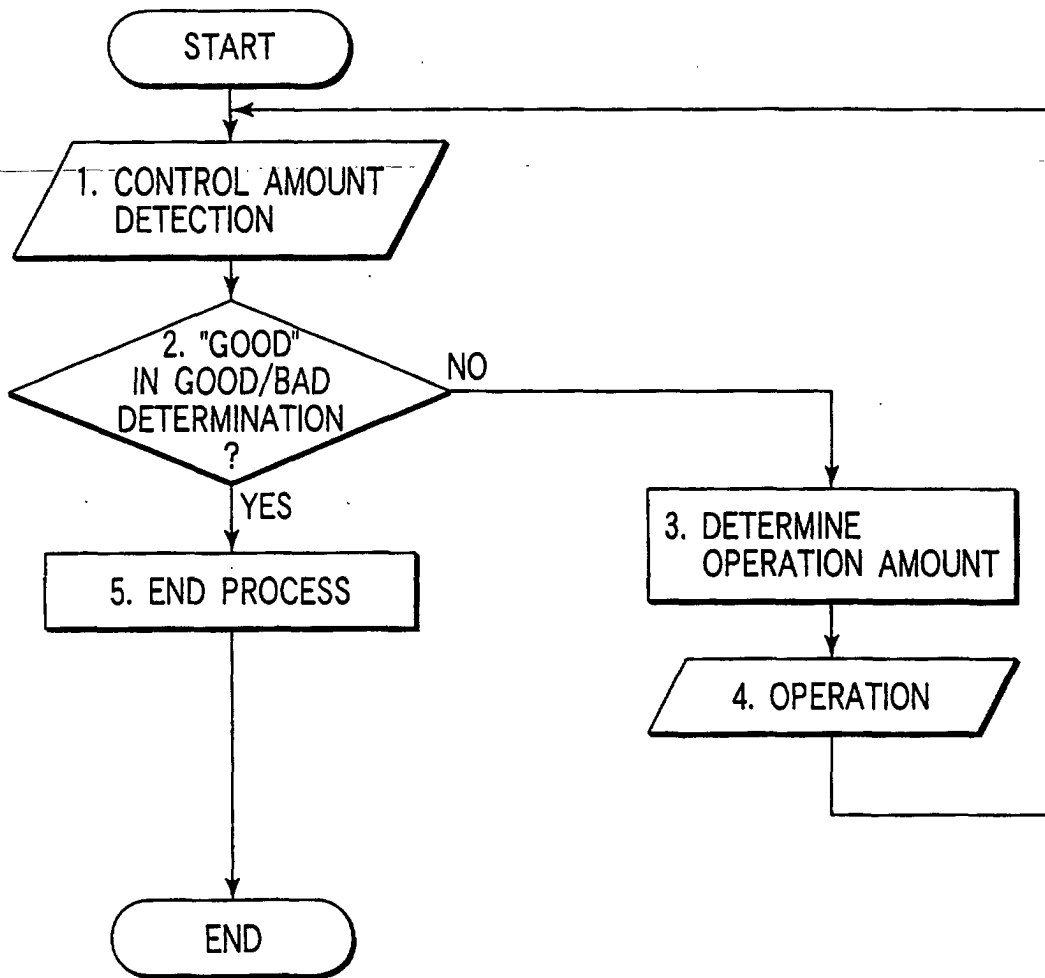 START
1. CONTROL AMOUNT
DETECTION
2. "GOOD"
IN GOOD/BAD
DETERMINATION
?
NO
YES
3. DETERMINE
OPERATION AMOUNT
4. OPERATION
5. END PROCESS
END